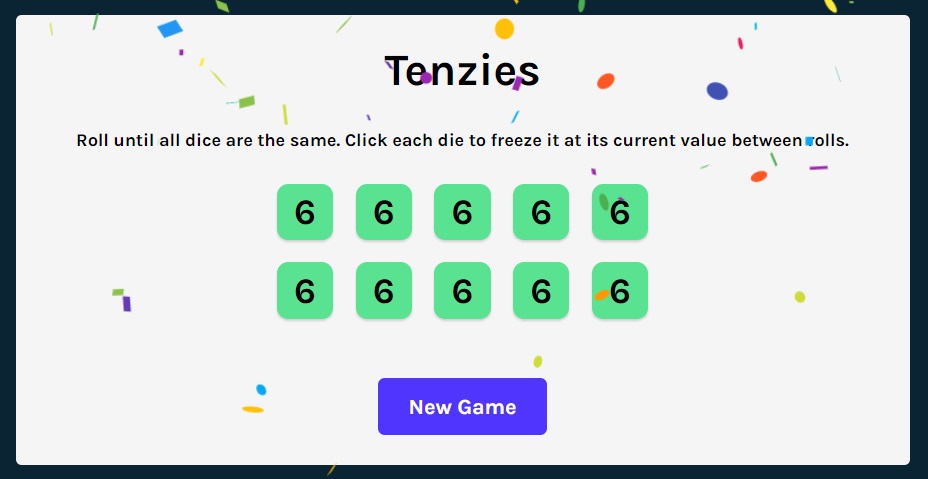 Tenzies
Roll until all dice are the same. Click each die to freeze it at its current value between rolls.
6 6 6 6 6
6 6 6 6 6
New Game